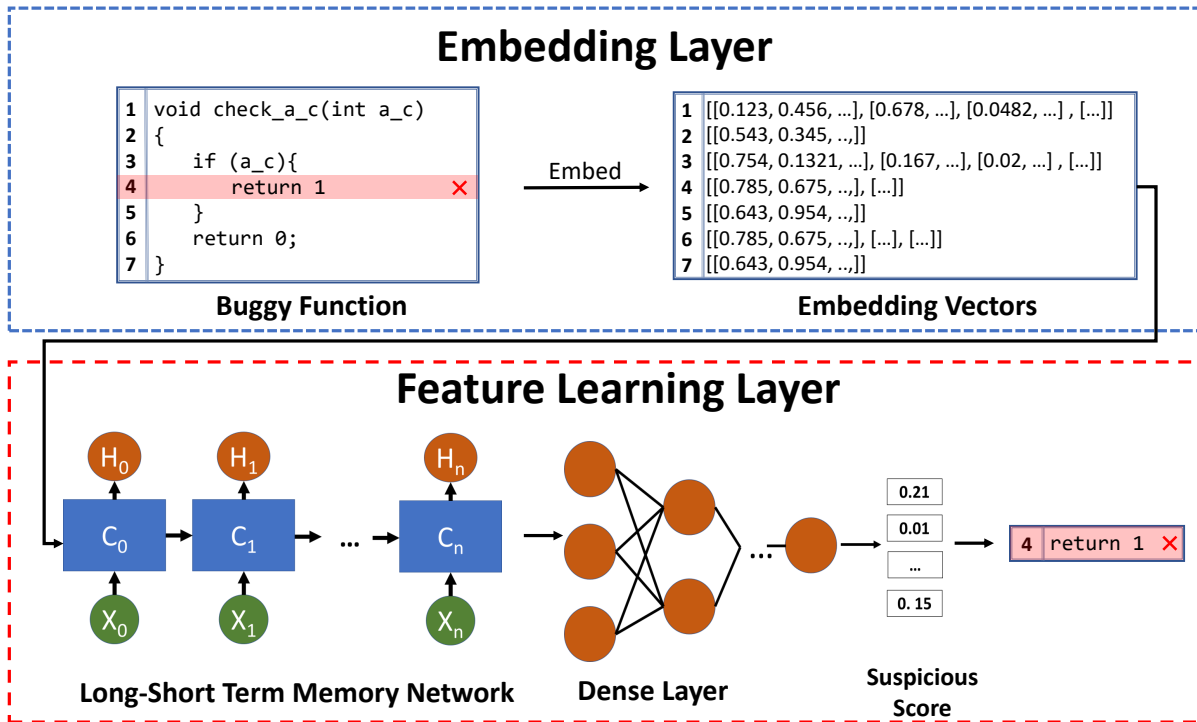 Embedding Layer
1 void check_a_c(int a_c)
2 {
3 if (a_c){
4 return 1 ×
5 }
6 return 0;
7 }
Buggy Function
Embed
1 [[0.123, 0.456, ...], [0.678, ...], [0.0482, ...] , [...]]
2 [[0.543, 0.345, ..,]]
3 [[0.754, 0.1321, ...], [0.167, ...], [0.02, ...] , [...]]
4 [[0.785, 0.675, ..,], [...]]
5 [[0.643, 0.954, ..,]]
6 [[0.785, 0.675, ..,], [...], [...]]
7 [[0.643, 0.954, ..,]]
Embedding Vectors
Feature Learning Layer
H0 H1 Hn
C0 C1 ... Cn
X0 X1 Xn
Long-Short Term Memory Network
...
Dense Layer
0.21
0.01
...
0. 15
Suspicious
Score
4 return 1 ×